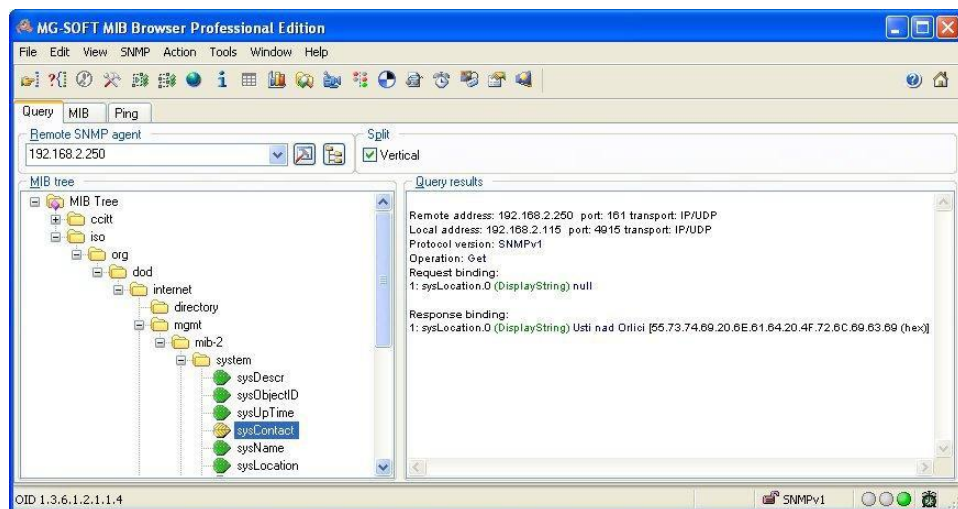 MG-SOFT MIB Browser Professional Edition
File Edit View SNMP Action Tools Window Help
Query MIB Ping
Remote SNMP agent
192.168.2.250
Split
Vertical
MIB tree
MIB Tree
ccitt
iso
org
dod
internet
directory
mgmt
mib-2
system
sysDescr
sysObjectID
sysUpTime
sysContact
sysName
sysLocation
Query results
Remote address: 192.168.2.250 port: 161 transport: IP/UDP
Local address: 192.168.2.115 port: 4915 transport: IP/UDP
Protocol version: SNMPv1
Operation: Get
Request binding:
1: sysLocation.0 (DisplayString) null
Response binding:
1: sysLocation.0 (DisplayString) Usti nad Orlici [55.73.74.69.20.6E.61.64.20.4F.72.6C.69.63.69 (hex)]
OID 1.3.6.1.2.1.1.4
SNMPv1